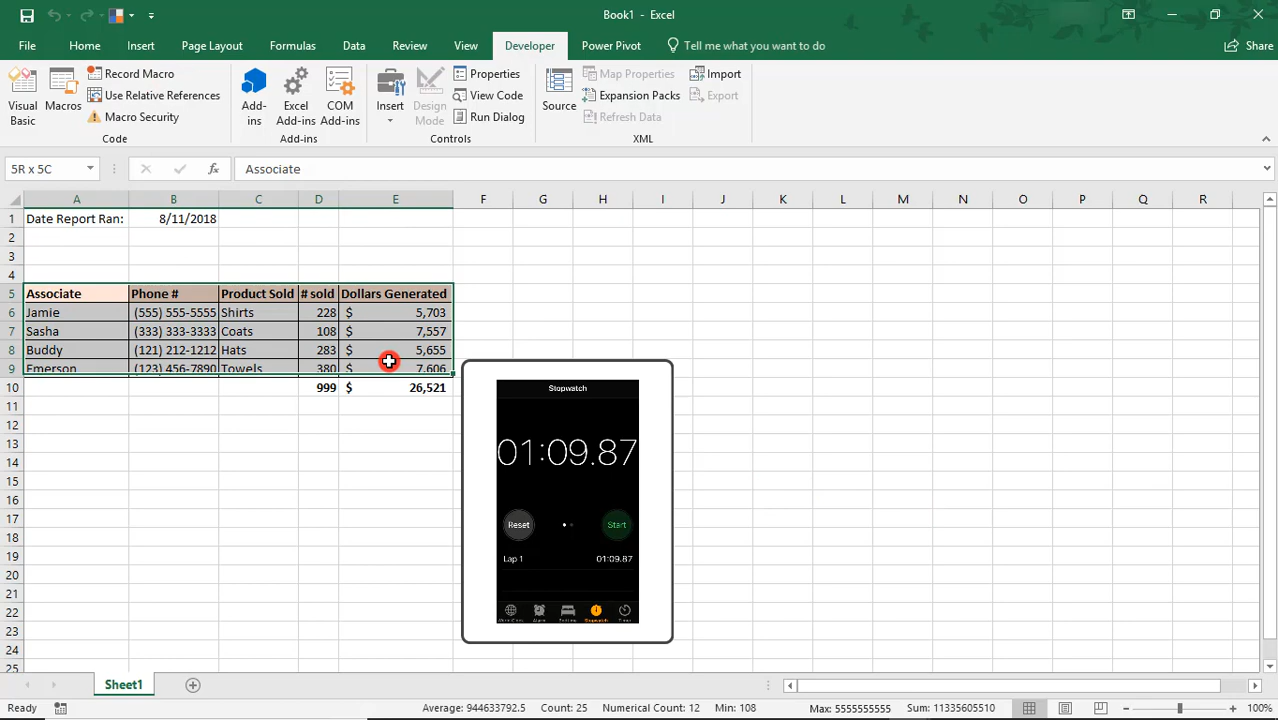 Book1 - Excel
File Home Insert Page Layout Formulas Data Review View Developer Power Pivot Tell me what you want to do Share
Visual Basic
Macros
Record Macro
Use Relative References
Macro Security
Code
Add-ins
Excel Add-ins
COM Add-ins
Add-ins
Insert
Design Mode
Properties
View Code
Run Dialog
Controls
Source
Map Properties
Expansion Packs
Refresh Data
Import
Export
XML
5R x 5C fx Associate
A B C D E F G H I J K L M N O P Q R
1 Date Report Ran: 8/11/2018
2
3
4
5 Associate Phone # Product Sold # sold Dollars Generated
6 Jamie (555) 555-5555 Shirts 228 $ 5,703
7 Sasha (333) 333-3333 Coats 108 $ 7,557
8 Buddy (121) 212-1212 Hats 283 $ 5,655
9 Emerson (123) 456-7890 Towels 380 $ 7,606
10 999 $ 26,521
11
12
13
14
15
16
17
18
19
20
21
22
23
24
25
Stopwatch
01:09.87
Reset Start
Lap 1 01:09.87
Alarm Stopwatch Timer
Sheet1
Ready Average: 944633792.5 Count: 25 Numerical Count: 12 Min: 108 Max: 5555555555 Sum: 11335605510 100%